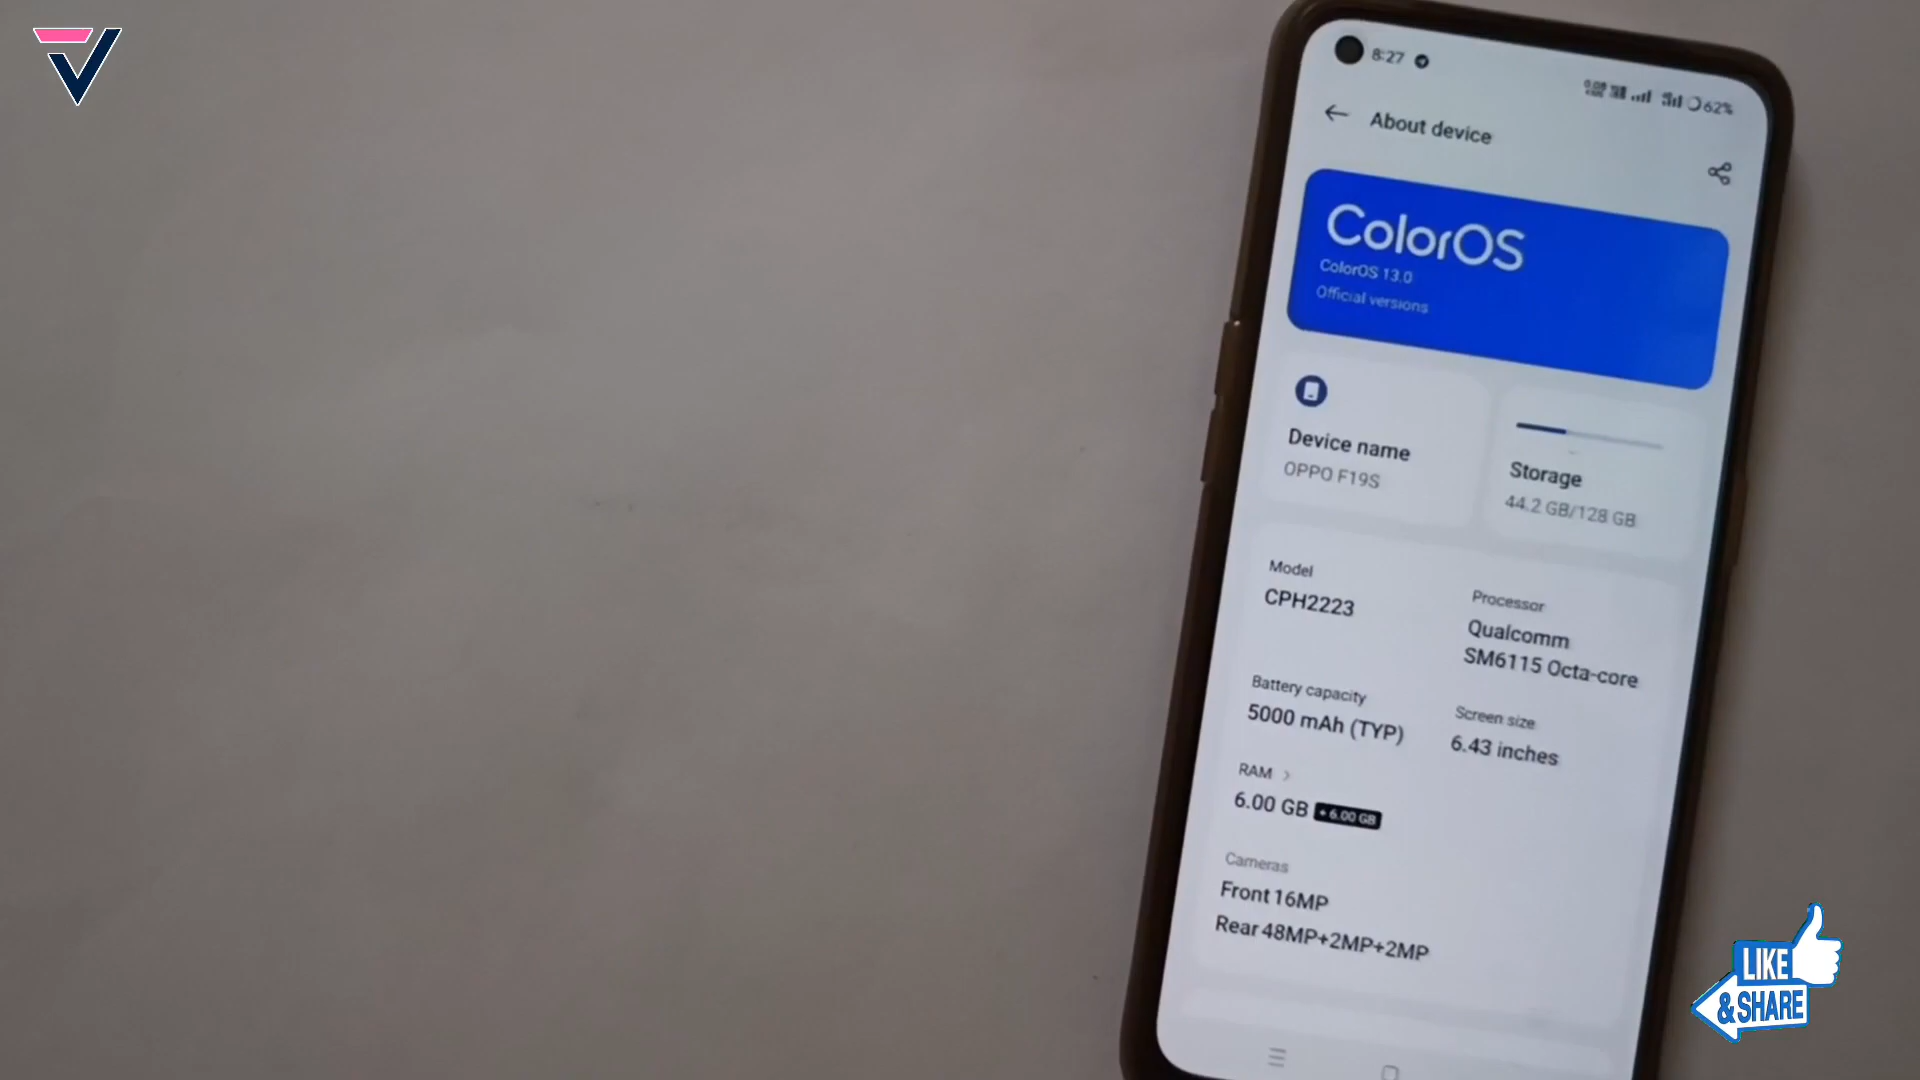 8:27
62%
About device
ColorOS
ColorOS 13.0
Official versions
Device name
OPPO F19S
Storage
44.2 GB/128 GB
Model
CPH2223
Processor
Qualcomm
SM6115 Octa-core
Battery capacity
5000 mAh (TYP)
Screen size
6.43 inches
RAM >
6.00 GB + 6.00 GB
Cameras
Front 16MP
Rear 48MP+2MP+2MP
LIKE
& SHARE